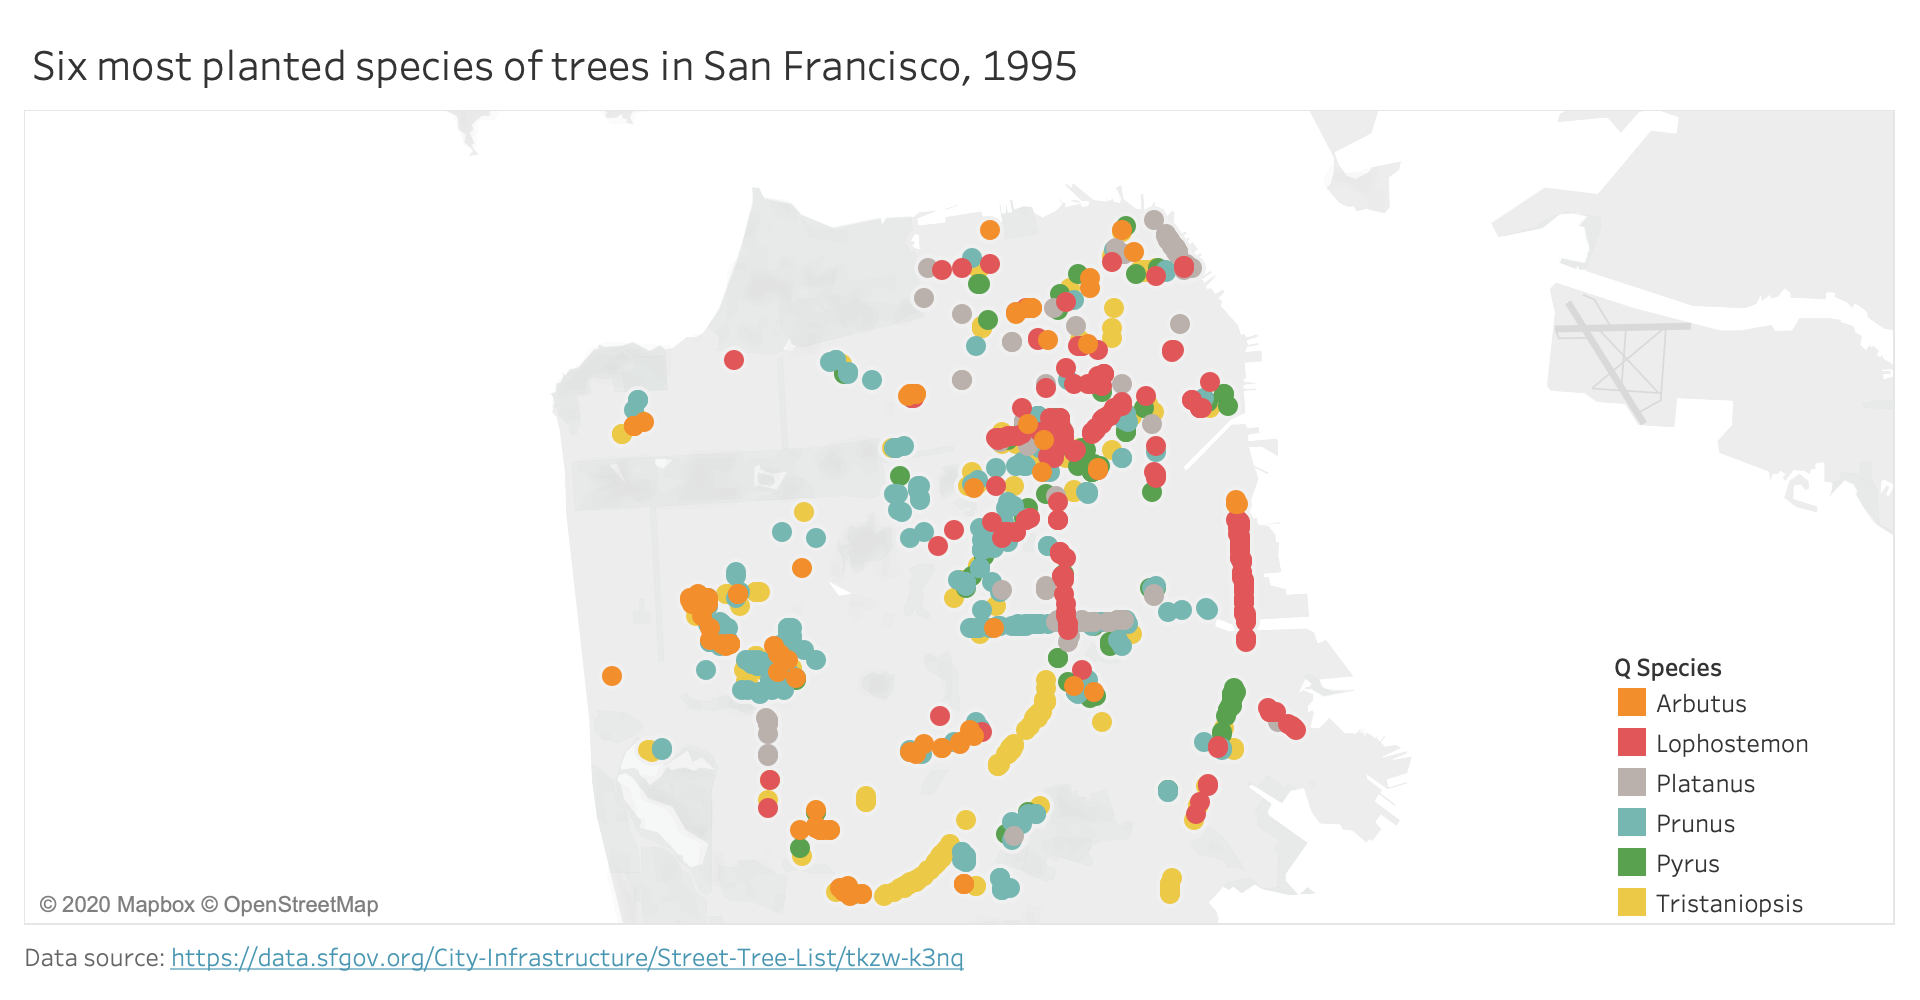 Six most planted species of trees in San Francisco, 1995
Q Species
Arbutus
Lophostemon
Platanus
Prunus
Pyrus
Tristaniopsis
© 2020 Mapbox © OpenStreetMap
Data source: https://data.sfgov.org/City-Infrastructure/Street-Tree-List/tkzw-k3nq